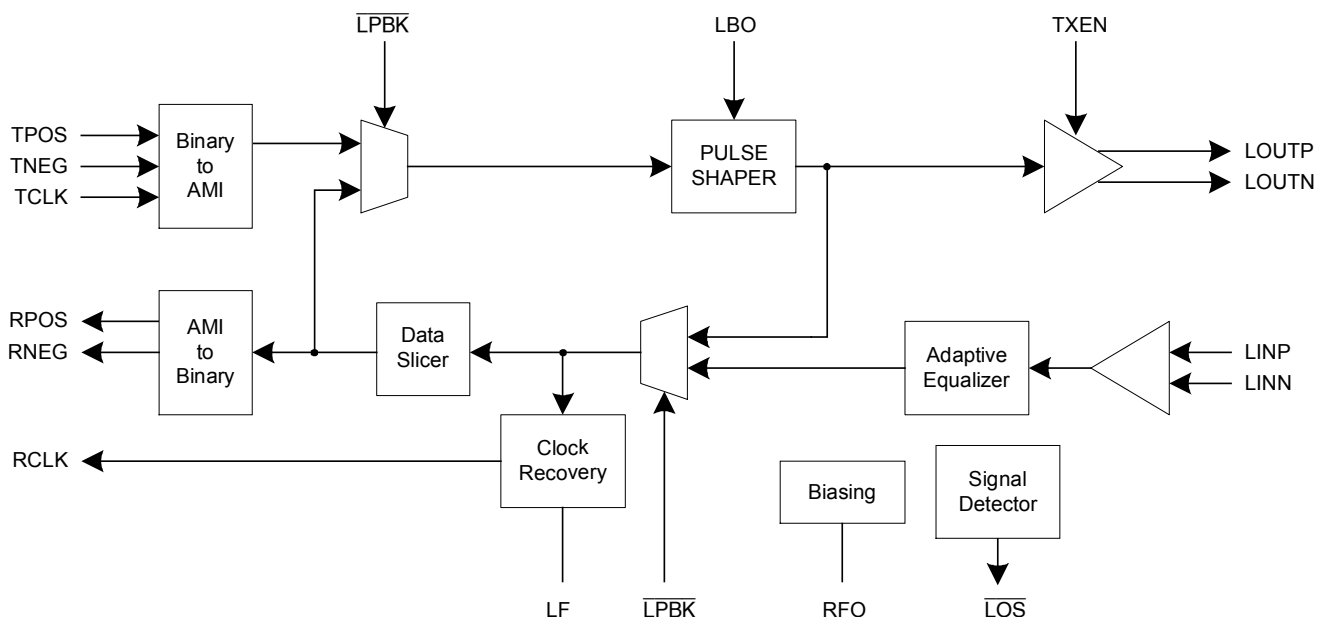 LPBK
LBO
TXEN
TPOS
TNEG
TCLK
Binary
to
AMI
PULSE
SHAPER
LOUTP
LOUTN
RPOS
RNEG
AMI
to
Binary
Data
Slicer
Adaptive
Equalizer
LINP
LINN
RCLK
Clock
Recovery
Biasing
Signal
Detector
LF
LPBK
RFO
LOS